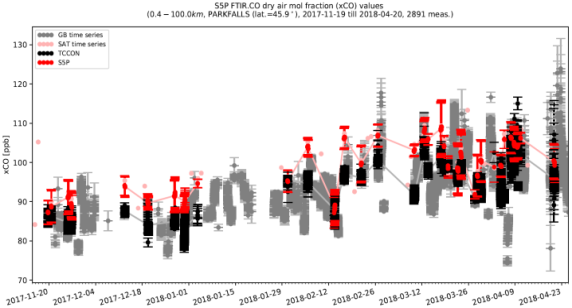 S5P FTIR.CO dry air mol fraction (xCO) values
(0.4 − 100.0km, PARKFALLS (lat.=45.9°), 2017-11-19 till 2018-04-20, 2891 meas.)
GB time series
SAT time series
TCCON
S5P
xCO [ppb]
130
120
110
100
90
80
70
2017-11-20
2017-12-04
2017-12-18
2018-01-01
2018-01-15
2018-01-29
2018-02-12
2018-02-26
2018-03-12
2018-03-26
2018-04-09
2018-04-23